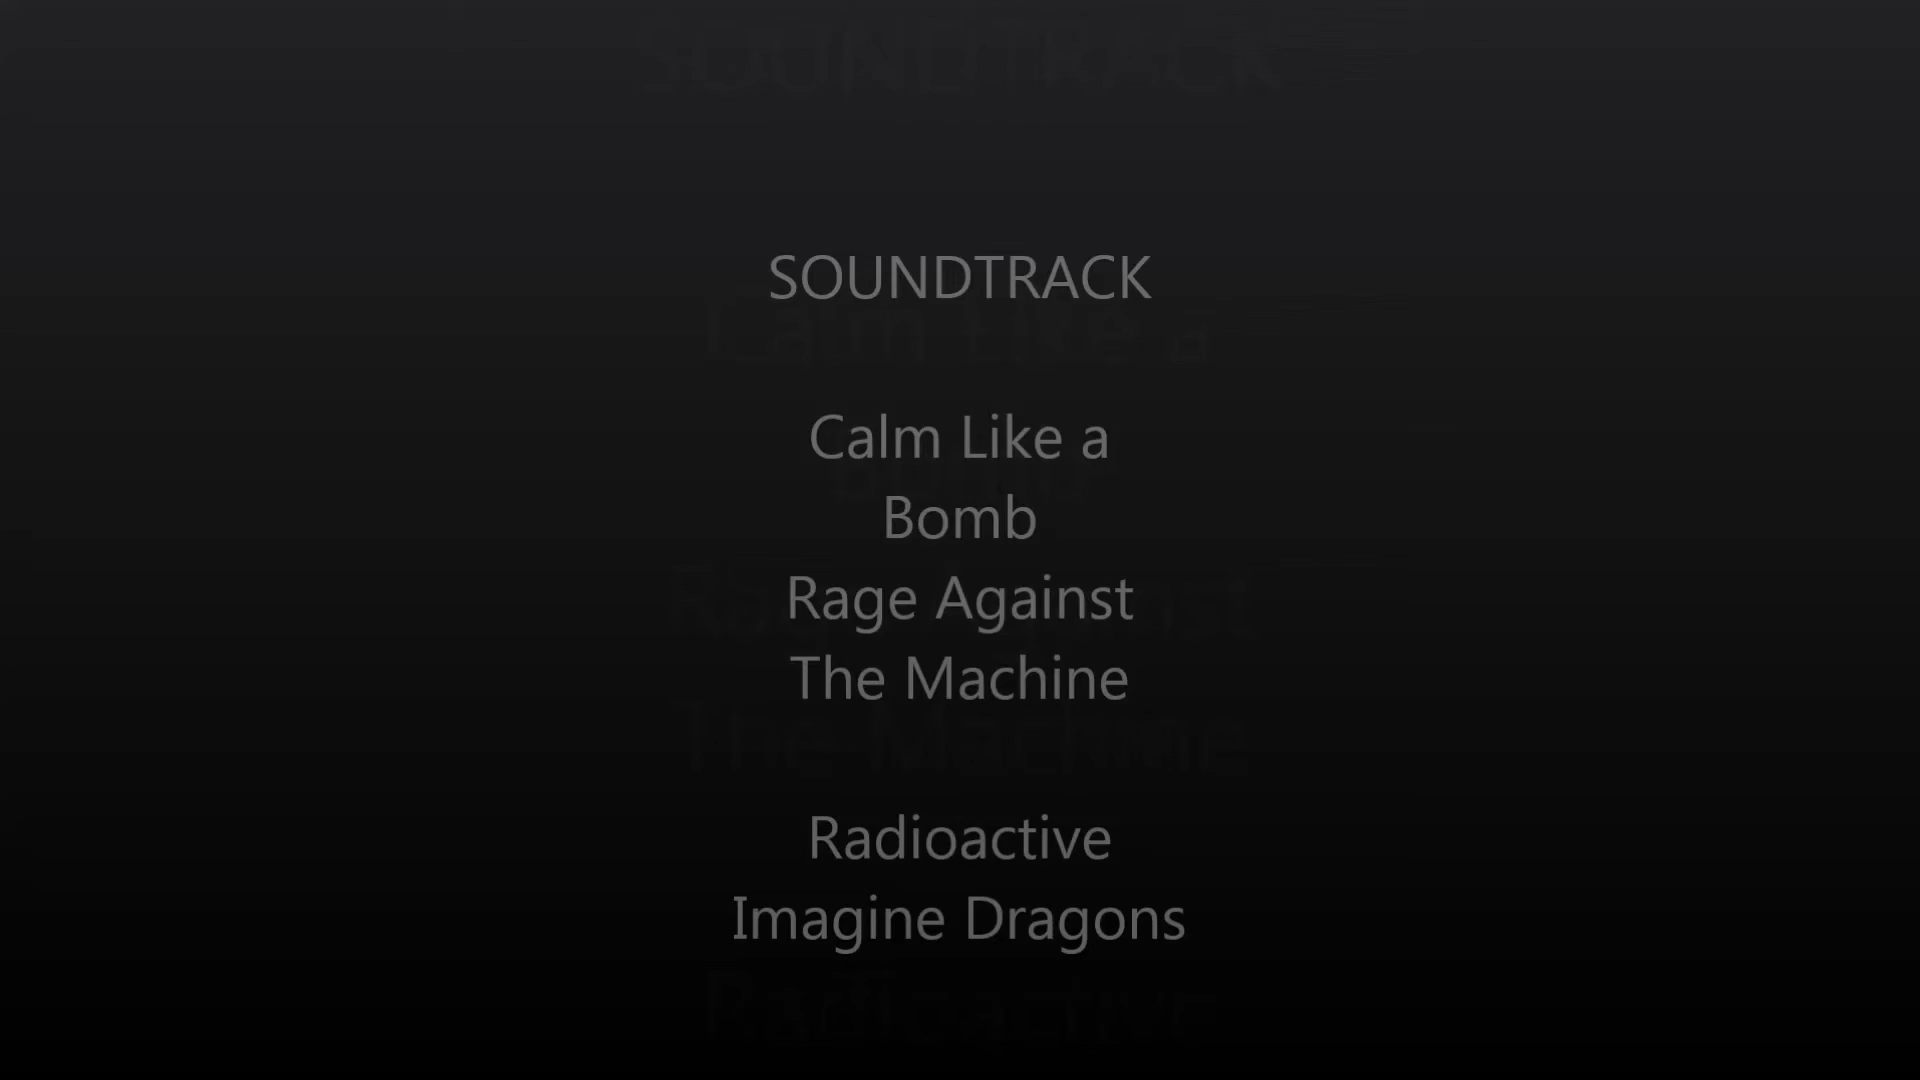 SOUNDTRACK
Calm Like a
Bomb
Rage Against
The Machine
Radioactive
Imagine Dragons